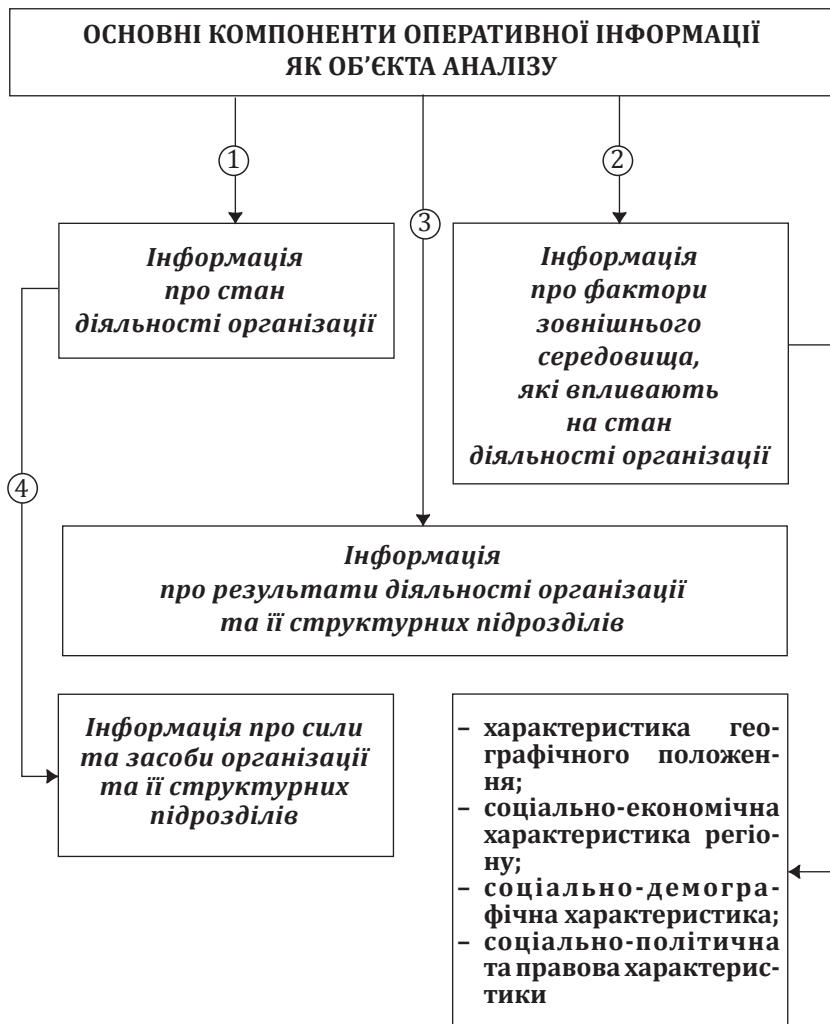 ОСНОВНІ КОМПОНЕНТИ ОПЕРАТИВНОЇ ІНФОРМАЦІЇ
ЯК ОБ’ЄКТА АНАЛІЗУ
1
2
3
Інформація
про стан
діяльності організації
Інформація
про фактори
зовнішнього
середовища,
які впливають
на стан
діяльності організації
4
Інформація
про результати діяльності організації
та її структурних підрозділів
Інформація про сили
та засоби організації
та її структурних
підрозділів
– характеристика гео-
графічного положен-
ня;
– соціально-економічна
характеристика регіо-
ну;
– соціально-демогра-
фічна характеристика;
– соціально-політична
та правова характерис-
тики